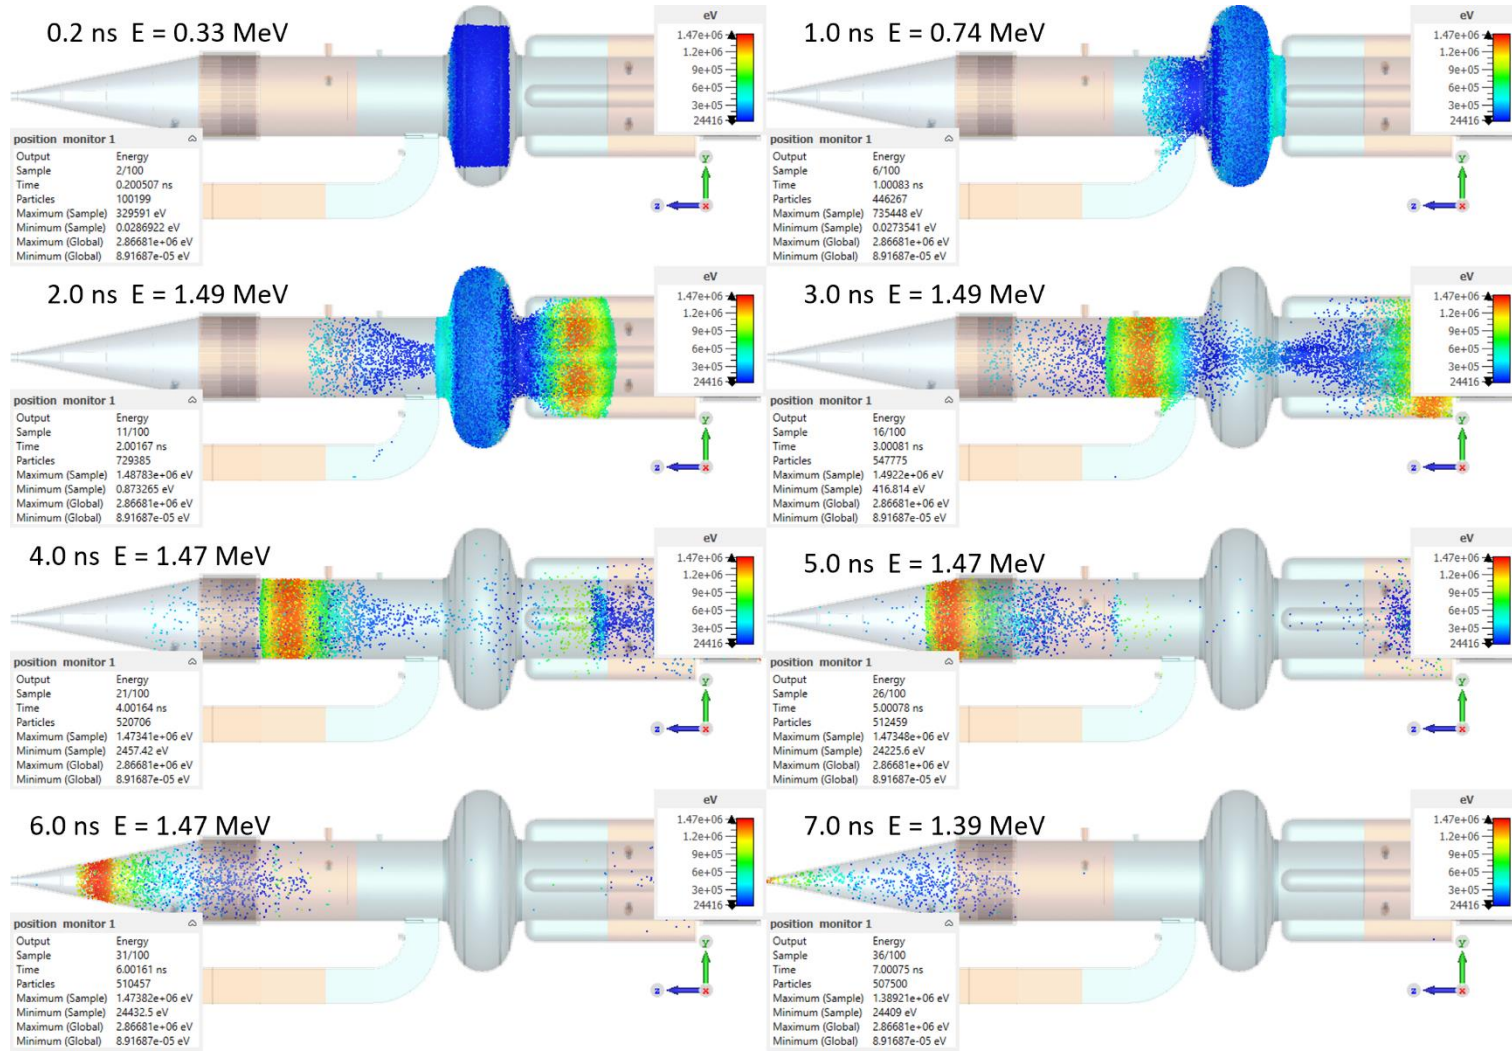 0.2 ns E = 0.33 MeV
eV
1.47e+06
1.2e+06
9e+05
6e+05
3e+05
24416
position monitor 1
Output Energy
Sample 2/100
Time 0.200507 ns
Particles 100199
Maximum (Sample) 329591 eV
Minimum (Sample) 0.0286922 eV
Maximum (Global) 2.86681e+06 eV
Minimum (Global) 8.91687e-05 eV
y
z
x
1.0 ns E = 0.74 MeV
eV
1.47e+06
1.2e+06
9e+05
6e+05
3e+05
24416
position monitor 1
Output Energy
Sample 6/100
Time 1.00083 ns
Particles 446267
Maximum (Sample) 735448 eV
Minimum (Sample) 0.0273541 eV
Maximum (Global) 2.86681e+06 eV
Minimum (Global) 8.91687e-05 eV
y
z
x
2.0 ns E = 1.49 MeV
eV
1.47e+06
1.2e+06
9e+05
6e+05
3e+05
24416
position monitor 1
Output Energy
Sample 11/100
Time 2.00167 ns
Particles 729385
Maximum (Sample) 1.48783e+06 eV
Minimum (Sample) 0.873265 eV
Maximum (Global) 2.86681e+06 eV
Minimum (Global) 8.91687e-05 eV
y
z
x
3.0 ns E = 1.49 MeV
eV
1.47e+06
1.2e+06
9e+05
6e+05
3e+05
24416
position monitor 1
Output Energy
Sample 16/100
Time 3.00081 ns
Particles 547775
Maximum (Sample) 1.4922e+06 eV
Minimum (Sample) 416.814 eV
Maximum (Global) 2.86681e+06 eV
Minimum (Global) 8.91687e-05 eV
y
z
x
4.0 ns E = 1.47 MeV
eV
1.47e+06
1.2e+06
9e+05
6e+05
3e+05
24416
position monitor 1
Output Energy
Sample 21/100
Time 4.00164 ns
Particles 520706
Maximum (Sample) 1.47341e+06 eV
Minimum (Sample) 2457.42 eV
Maximum (Global) 2.86681e+06 eV
Minimum (Global) 8.91687e-05 eV
y
z
x
5.0 ns E = 1.47 MeV
eV
1.47e+06
1.2e+06
9e+05
6e+05
3e+05
24416
position monitor 1
Output Energy
Sample 26/100
Time 5.00078 ns
Particles 512459
Maximum (Sample) 1.47348e+06 eV
Minimum (Sample) 24225.6 eV
Maximum (Global) 2.86681e+06 eV
Minimum (Global) 8.91687e-05 eV
y
z
x
6.0 ns E = 1.47 MeV
eV
1.47e+06
1.2e+06
9e+05
6e+05
3e+05
24416
position monitor 1
Output Energy
Sample 31/100
Time 6.00161 ns
Particles 510457
Maximum (Sample) 1.47382e+06 eV
Minimum (Sample) 24432.5 eV
Maximum (Global) 2.86681e+06 eV
Minimum (Global) 8.91687e-05 eV
y
z
x
7.0 ns E = 1.39 MeV
eV
1.47e+06
1.2e+06
9e+05
6e+05
3e+05
24416
position monitor 1
Output Energy
Sample 36/100
Time 7.00075 ns
Particles 507500
Maximum (Sample) 1.38921e+06 eV
Minimum (Sample) 24409 eV
Maximum (Global) 2.86681e+06 eV
Minimum (Global) 8.91687e-05 eV
y
z
x